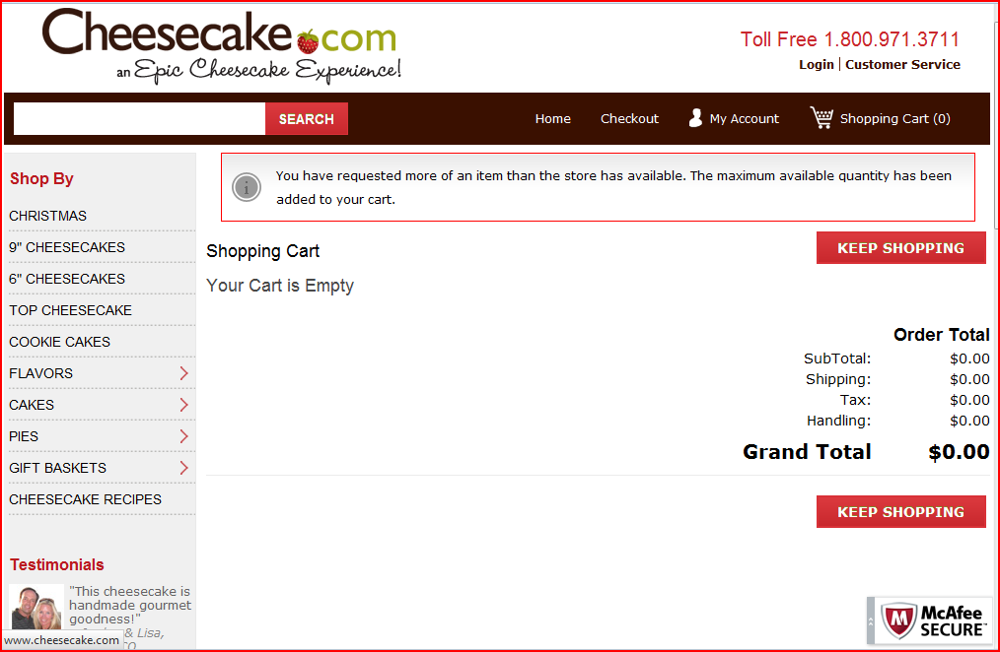 Cheesecake.com
an Epic Cheesecake Experience!
Toll Free 1.800.971.3711
Login | Customer Service
SEARCH
Home
Checkout
My Account
Shopping Cart (0)
Shop By
CHRISTMAS
9" CHEESECAKES
6" CHEESECAKES
TOP CHEESECAKE
COOKIE CAKES
FLAVORS
CAKES
PIES
GIFT BASKETS
CHEESECAKE RECIPES
Testimonials
"This cheesecake is
handmade gourmet
goodness!"
& Lisa,
www.cheesecake.com
You have requested more of an item than the store has available. The maximum available quantity has been
added to your cart.
Shopping Cart
KEEP SHOPPING
Your Cart is Empty
Order Total
SubTotal: $0.00
Shipping: $0.00
Tax: $0.00
Handling: $0.00
Grand Total $0.00
KEEP SHOPPING
McAfee
SECURE™